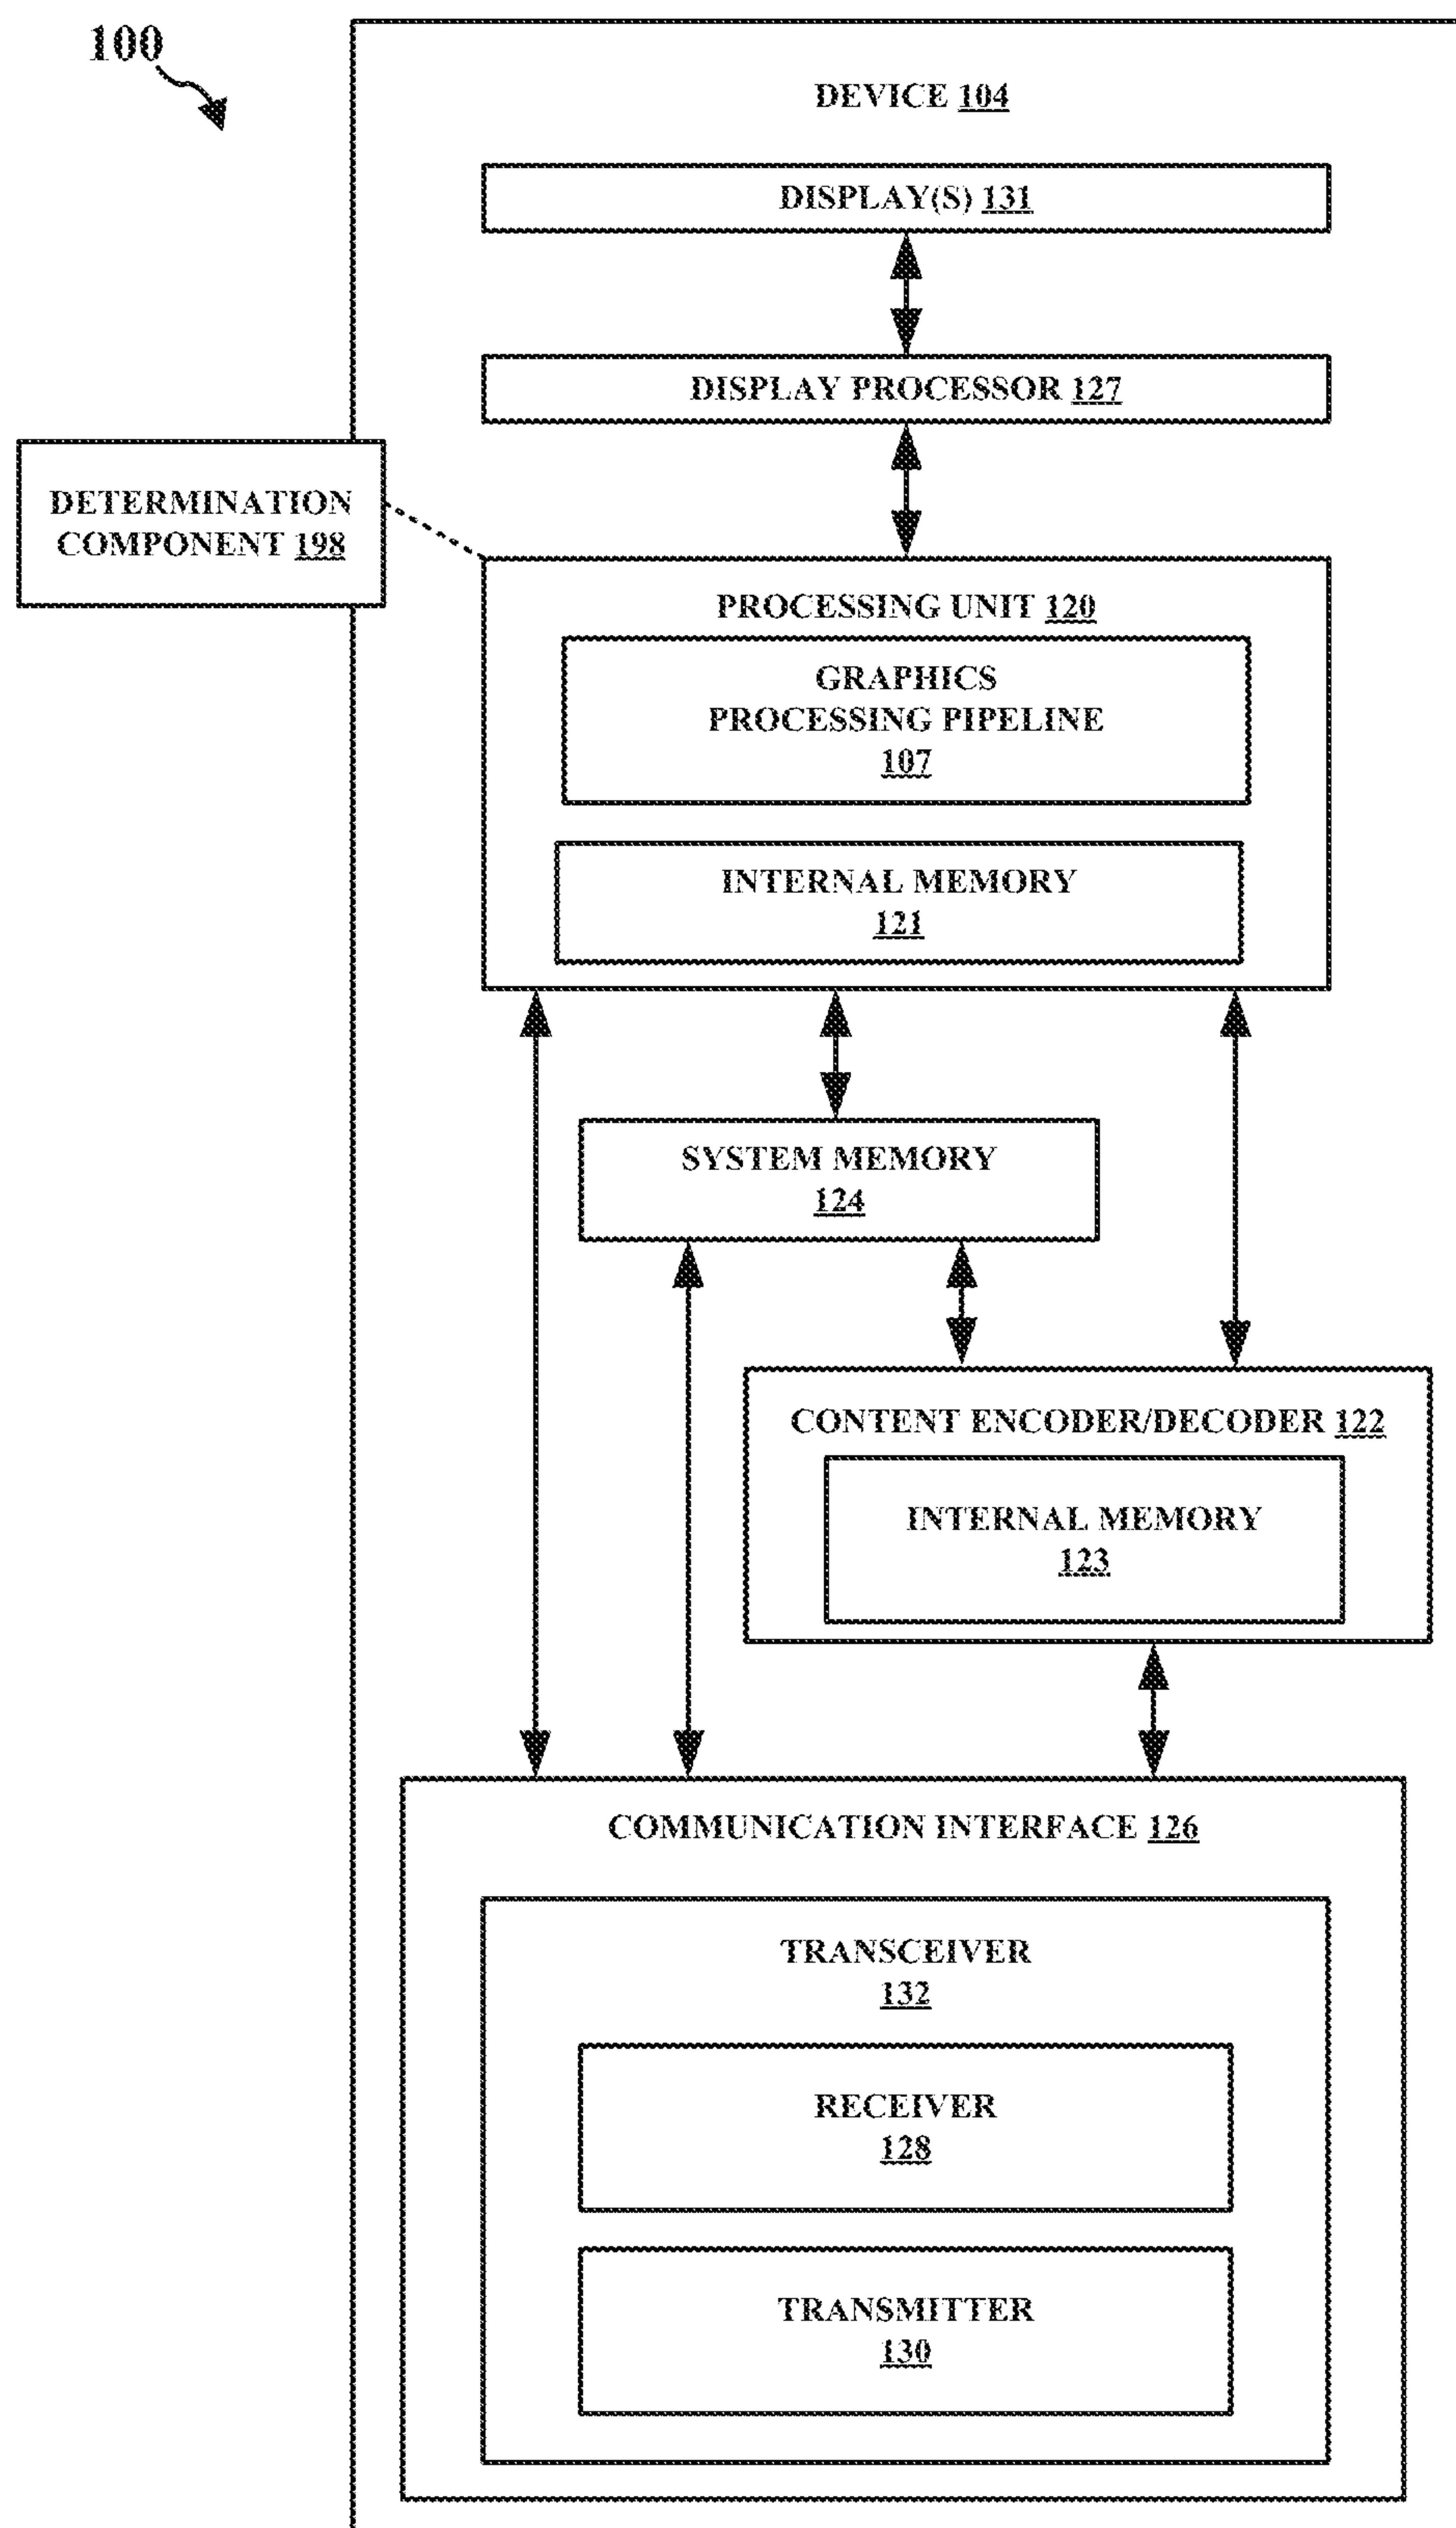 100
DEVICE 104
DISPLAY(S) 131
DISPLAY PROCESSOR 127
DETERMINATION
COMPONENT 198
PROCESSING UNIT 120
GRAPHICS
PROCESSING PIPELINE
107
INTERNAL MEMORY
121
SYSTEM MEMORY
124
CONTENT ENCODER/DECODER 122
INTERNAL MEMORY
123
COMMUNICATION INTERFACE 126
TRANSCEIVER
132
RECEIVER
128
TRANSMITTER
130